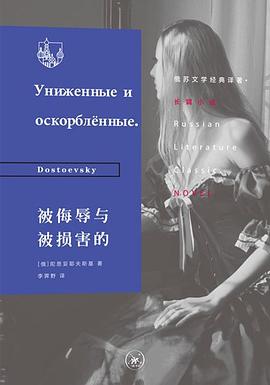 Униженные и
оскорблённые.
Dostoevsky
被侮辱与
被损害的
[俄]陀思妥耶夫斯基 著
李霁野 译
俄苏文学经典译著·
长篇小说
Russian
Literature
Classic
NOVEL